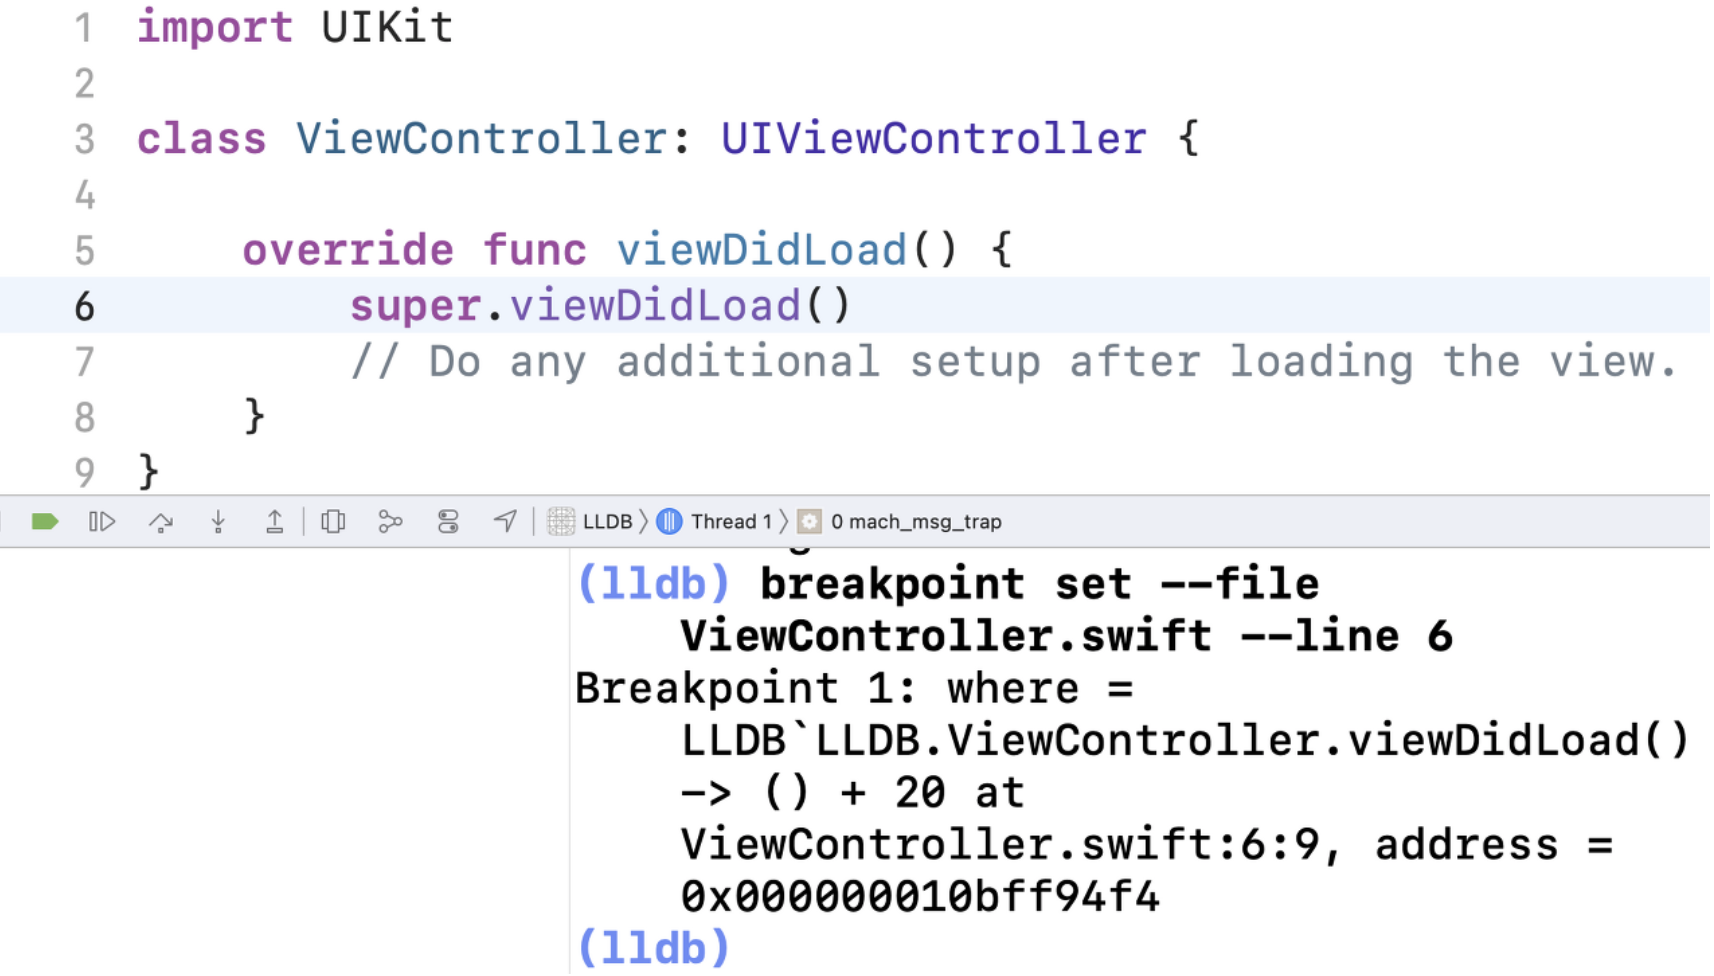 1 import UIKit
2
3 class ViewController: UIViewController {
4
5 override func viewDidLoad() {
6 super.viewDidLoad()
7 // Do any additional setup after loading the view.
8 }
9 }
LLDB Thread 1 0 mach_msg_trap
(lldb) breakpoint set --file
ViewController.swift --line 6
Breakpoint 1: where =
LLDB`LLDB.ViewController.viewDidLoad()
-> () + 20 at
ViewController.swift:6:9, address =
0x000000010bff94f4
(lldb)